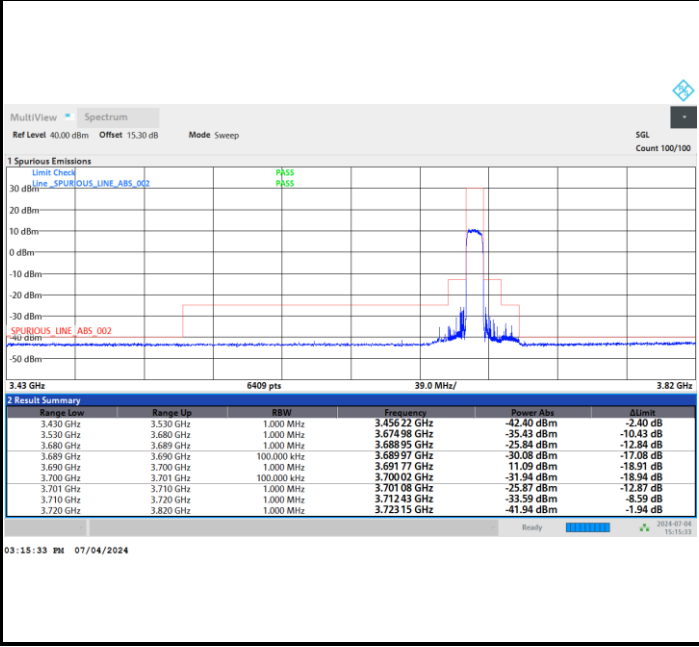 MultiView Spectrum
Ref Level 40.00 dBm Offset 15.30 dB Mode Sweep SGL
Count 100/100
1 Spurious Emissions
Limit Check PASS
Line _SPURIOUS_LINE_ABS_002 PASS
30 dBm
20 dBm
10 dBm
0 dBm
-10 dBm
-20 dBm
-30 dBm
_SPURIOUS_LINE_ABS_002
-40 dBm
-50 dBm
3.43 GHz 6409 pts 39.0 MHz/ 3.82 GHz
2 Result Summary
Range Low Range Up RBW Frequency Power Abs ΔLimit
3.430 GHz 3.530 GHz 1.000 MHz 3.456 22 GHz -42.40 dBm -2.40 dB
3.530 GHz 3.680 GHz 1.000 MHz 3.674 98 GHz -35.43 dBm -10.43 dB
3.680 GHz 3.689 GHz 1.000 MHz 3.688 95 GHz -25.84 dBm -12.84 dB
3.689 GHz 3.690 GHz 100.000 kHz 3.689 97 GHz -30.08 dBm -17.08 dB
3.690 GHz 3.700 GHz 1.000 MHz 3.691 77 GHz 11.09 dBm -18.91 dB
3.700 GHz 3.701 GHz 100.000 kHz 3.700 02 GHz -31.94 dBm -18.94 dB
3.701 GHz 3.710 GHz 1.000 MHz 3.701 08 GHz -25.87 dBm -12.87 dB
3.710 GHz 3.720 GHz 1.000 MHz 3.712 43 GHz -33.59 dBm -8.59 dB
3.720 GHz 3.820 GHz 1.000 MHz 3.723 15 GHz -41.94 dBm -1.94 dB
Ready 2024-07-04
15:15:33
03:15:33 PM 07/04/2024